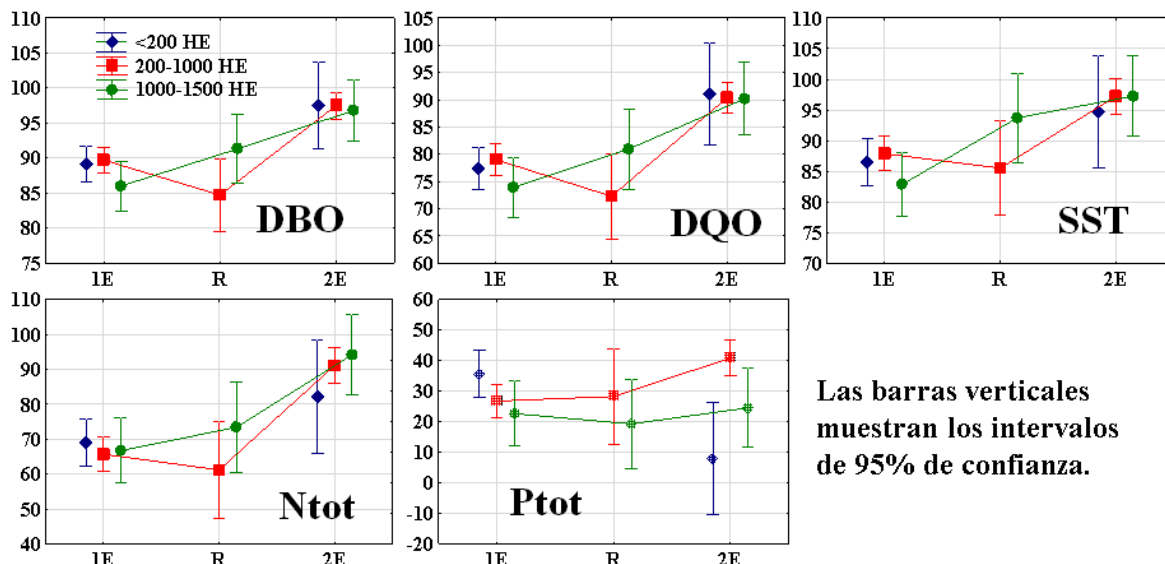 110
105
100
95
90
85
80
75
<200 HE
200-1000 HE
1000-1500 HE
DBO
1E R 2E
105
100
95
90
85
80
75
70
65
60
DQO
1E R 2E
110
105
100
95
90
85
80
75
70
SST
1E R 2E
110
100
90
80
70
60
50
40
Ntot
1E R 2E
60
50
40
30
20
10
0
-10
-20
Ptot
1E R 2E
Las barras verticales
muestran los intervalos
de 95% de confianza.